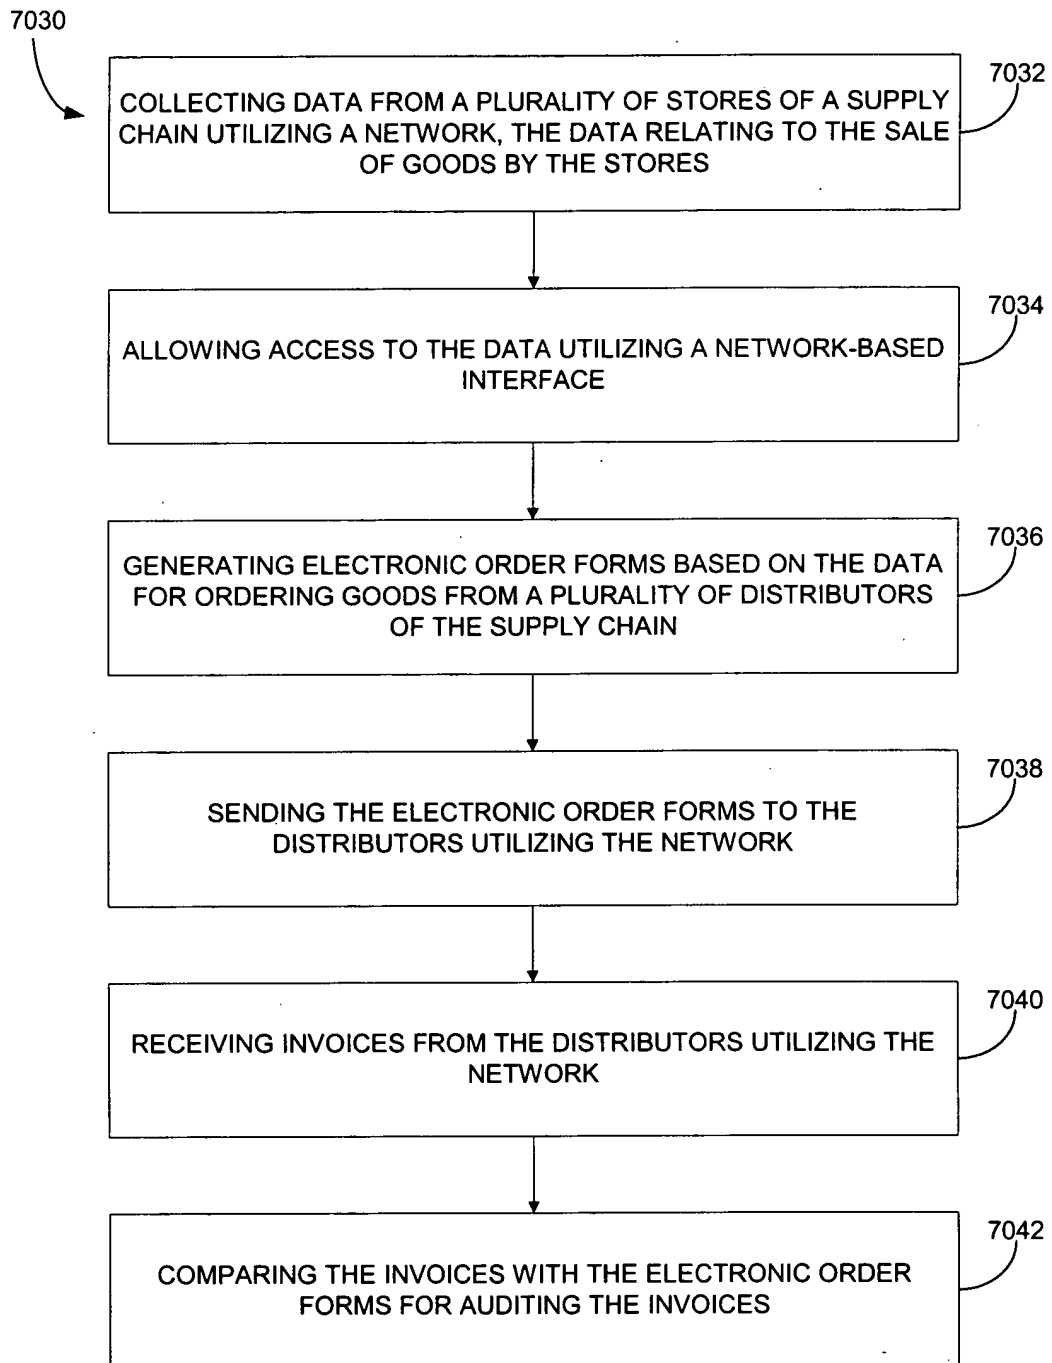 7030
7032
COLLECTING DATA FROM A PLURALITY OF STORES OF A SUPPLY
CHAIN UTILIZING A NETWORK, THE DATA RELATING TO THE SALE
OF GOODS BY THE STORES
7034
ALLOWING ACCESS TO THE DATA UTILIZING A NETWORK-BASED
INTERFACE
7036
GENERATING ELECTRONIC ORDER FORMS BASED ON THE DATA
FOR ORDERING GOODS FROM A PLURALITY OF DISTRIBUTORS
OF THE SUPPLY CHAIN
7038
SENDING THE ELECTRONIC ORDER FORMS TO THE
DISTRIBUTORS UTILIZING THE NETWORK
7040
RECEIVING INVOICES FROM THE DISTRIBUTORS UTILIZING THE
NETWORK
7042
COMPARING THE INVOICES WITH THE ELECTRONIC ORDER
FORMS FOR AUDITING THE INVOICES